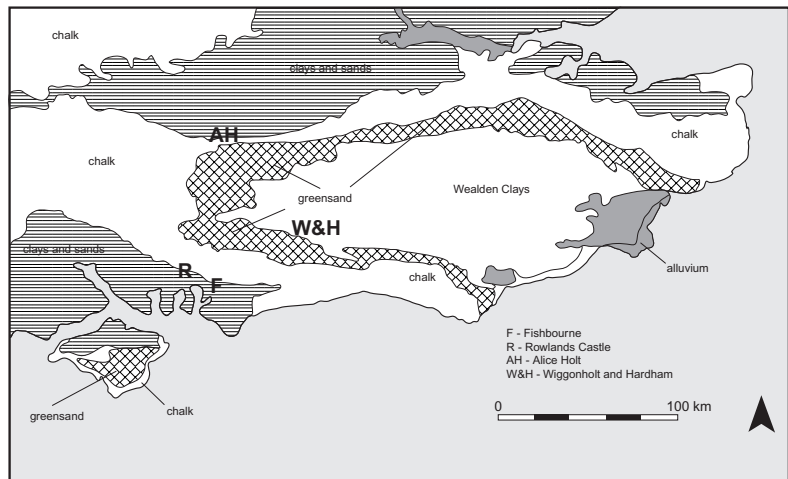 chalk
clays and sands
AH
chalk
chalk
greensand
Wealden Clays
W&H
clays and sands
R
F
chalk
alluvium
F - Fishbourne
R - Rowlands Castle
AH - Alice Holt
W&H - Wiggonholt and Hardham
0 100 km
chalk
greensand